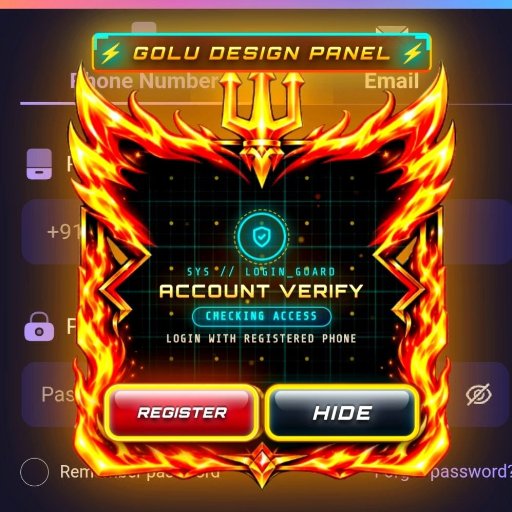 ⚡ GOLU DESIGN PANEL ⚡
Phone Number
Email
+91
SYS // LOGIN_GUARD
ACCOUNT VERIFY
CHECKING ACCESS
LOGIN WITH REGISTERED PHONE
REGISTER
HIDE
password?